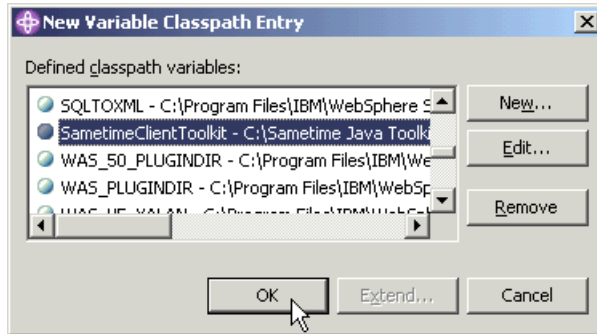 New Variable Classpath Entry
Defined classpath variables:
SQLTOXML - C:\Program Files\IBM\WebSphere S
SametimeClientToolkit - C:\Sametime Java Toolki
WAS_50_PLUGINDIR - C:\Program Files\IBM\We
WAS_PLUGINDIR - C:\Program Files\IBM\WebSp
New...
Edit...
Remove
OK
Extend...
Cancel